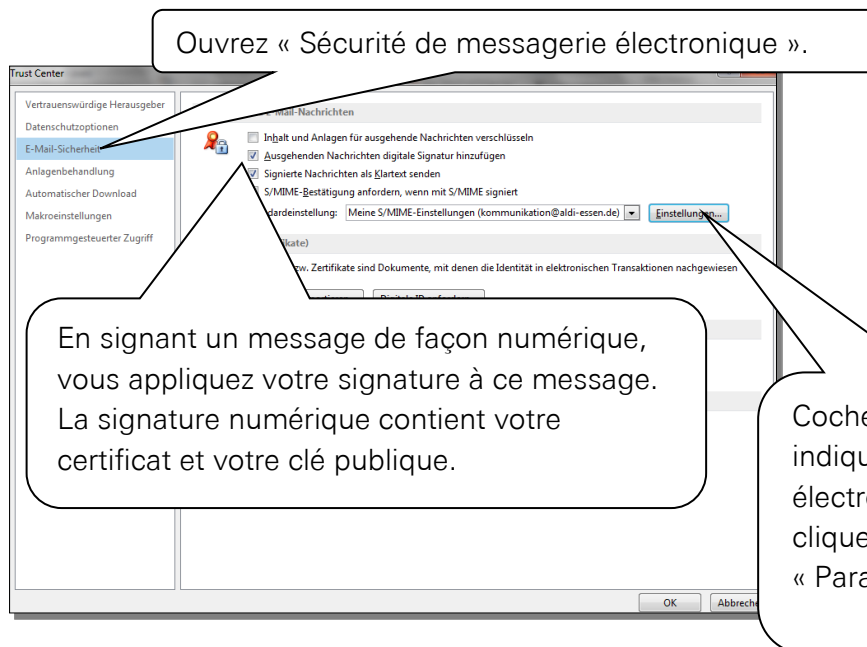 Ouvrez « Sécurité de messagerie électronique ».
Trust Center
Vertrauenswürdige Herausgeber
Datenschutzoptionen
E-Mail-Sicherheit
Anlagenbehandlung
Automatischer Download
Makroeinstellungen
Programmgesteuerter Zugriff
E-Mail-Nachrichten
Inhalt und Anlagen für ausgehende Nachrichten verschlüsseln
Ausgehenden Nachrichten digitale Signatur hinzufügen
Signierte Nachrichten als Klartext senden
S/MIME-Bestätigung anfordern, wenn mit S/MIME signiert
Meine S/MIME-Einstellungen (kommunikation@aldi-essen.de) Einstellungen...
Zertifikate sind Dokumente, mit denen die Identität in elektronischen Transaktionen nachgewiesen
En signant un message de façon numérique,
vous appliquez votre signature à ce message.
La signature numérique contient votre
certificat et votre clé publique.
Coche
indiqu
électr
clique
« Para
OK Abbreche